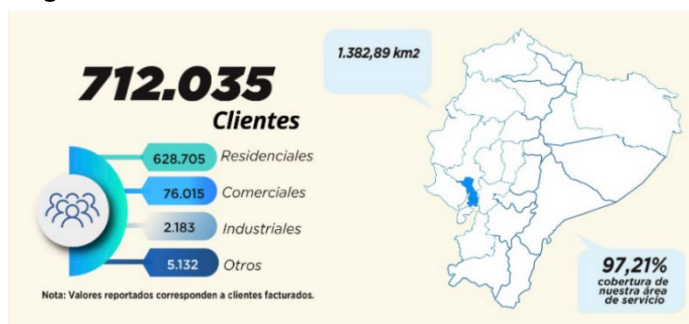 712.035
Clientes
628.705 Residenciales
76.015 Comerciales
2.183 Industriales
5.132 Otros
Nota: Valores reportados corresponden a clientes facturados.
1.382,89 km2
97,21%
cobertura de
nuestra área
de servicio